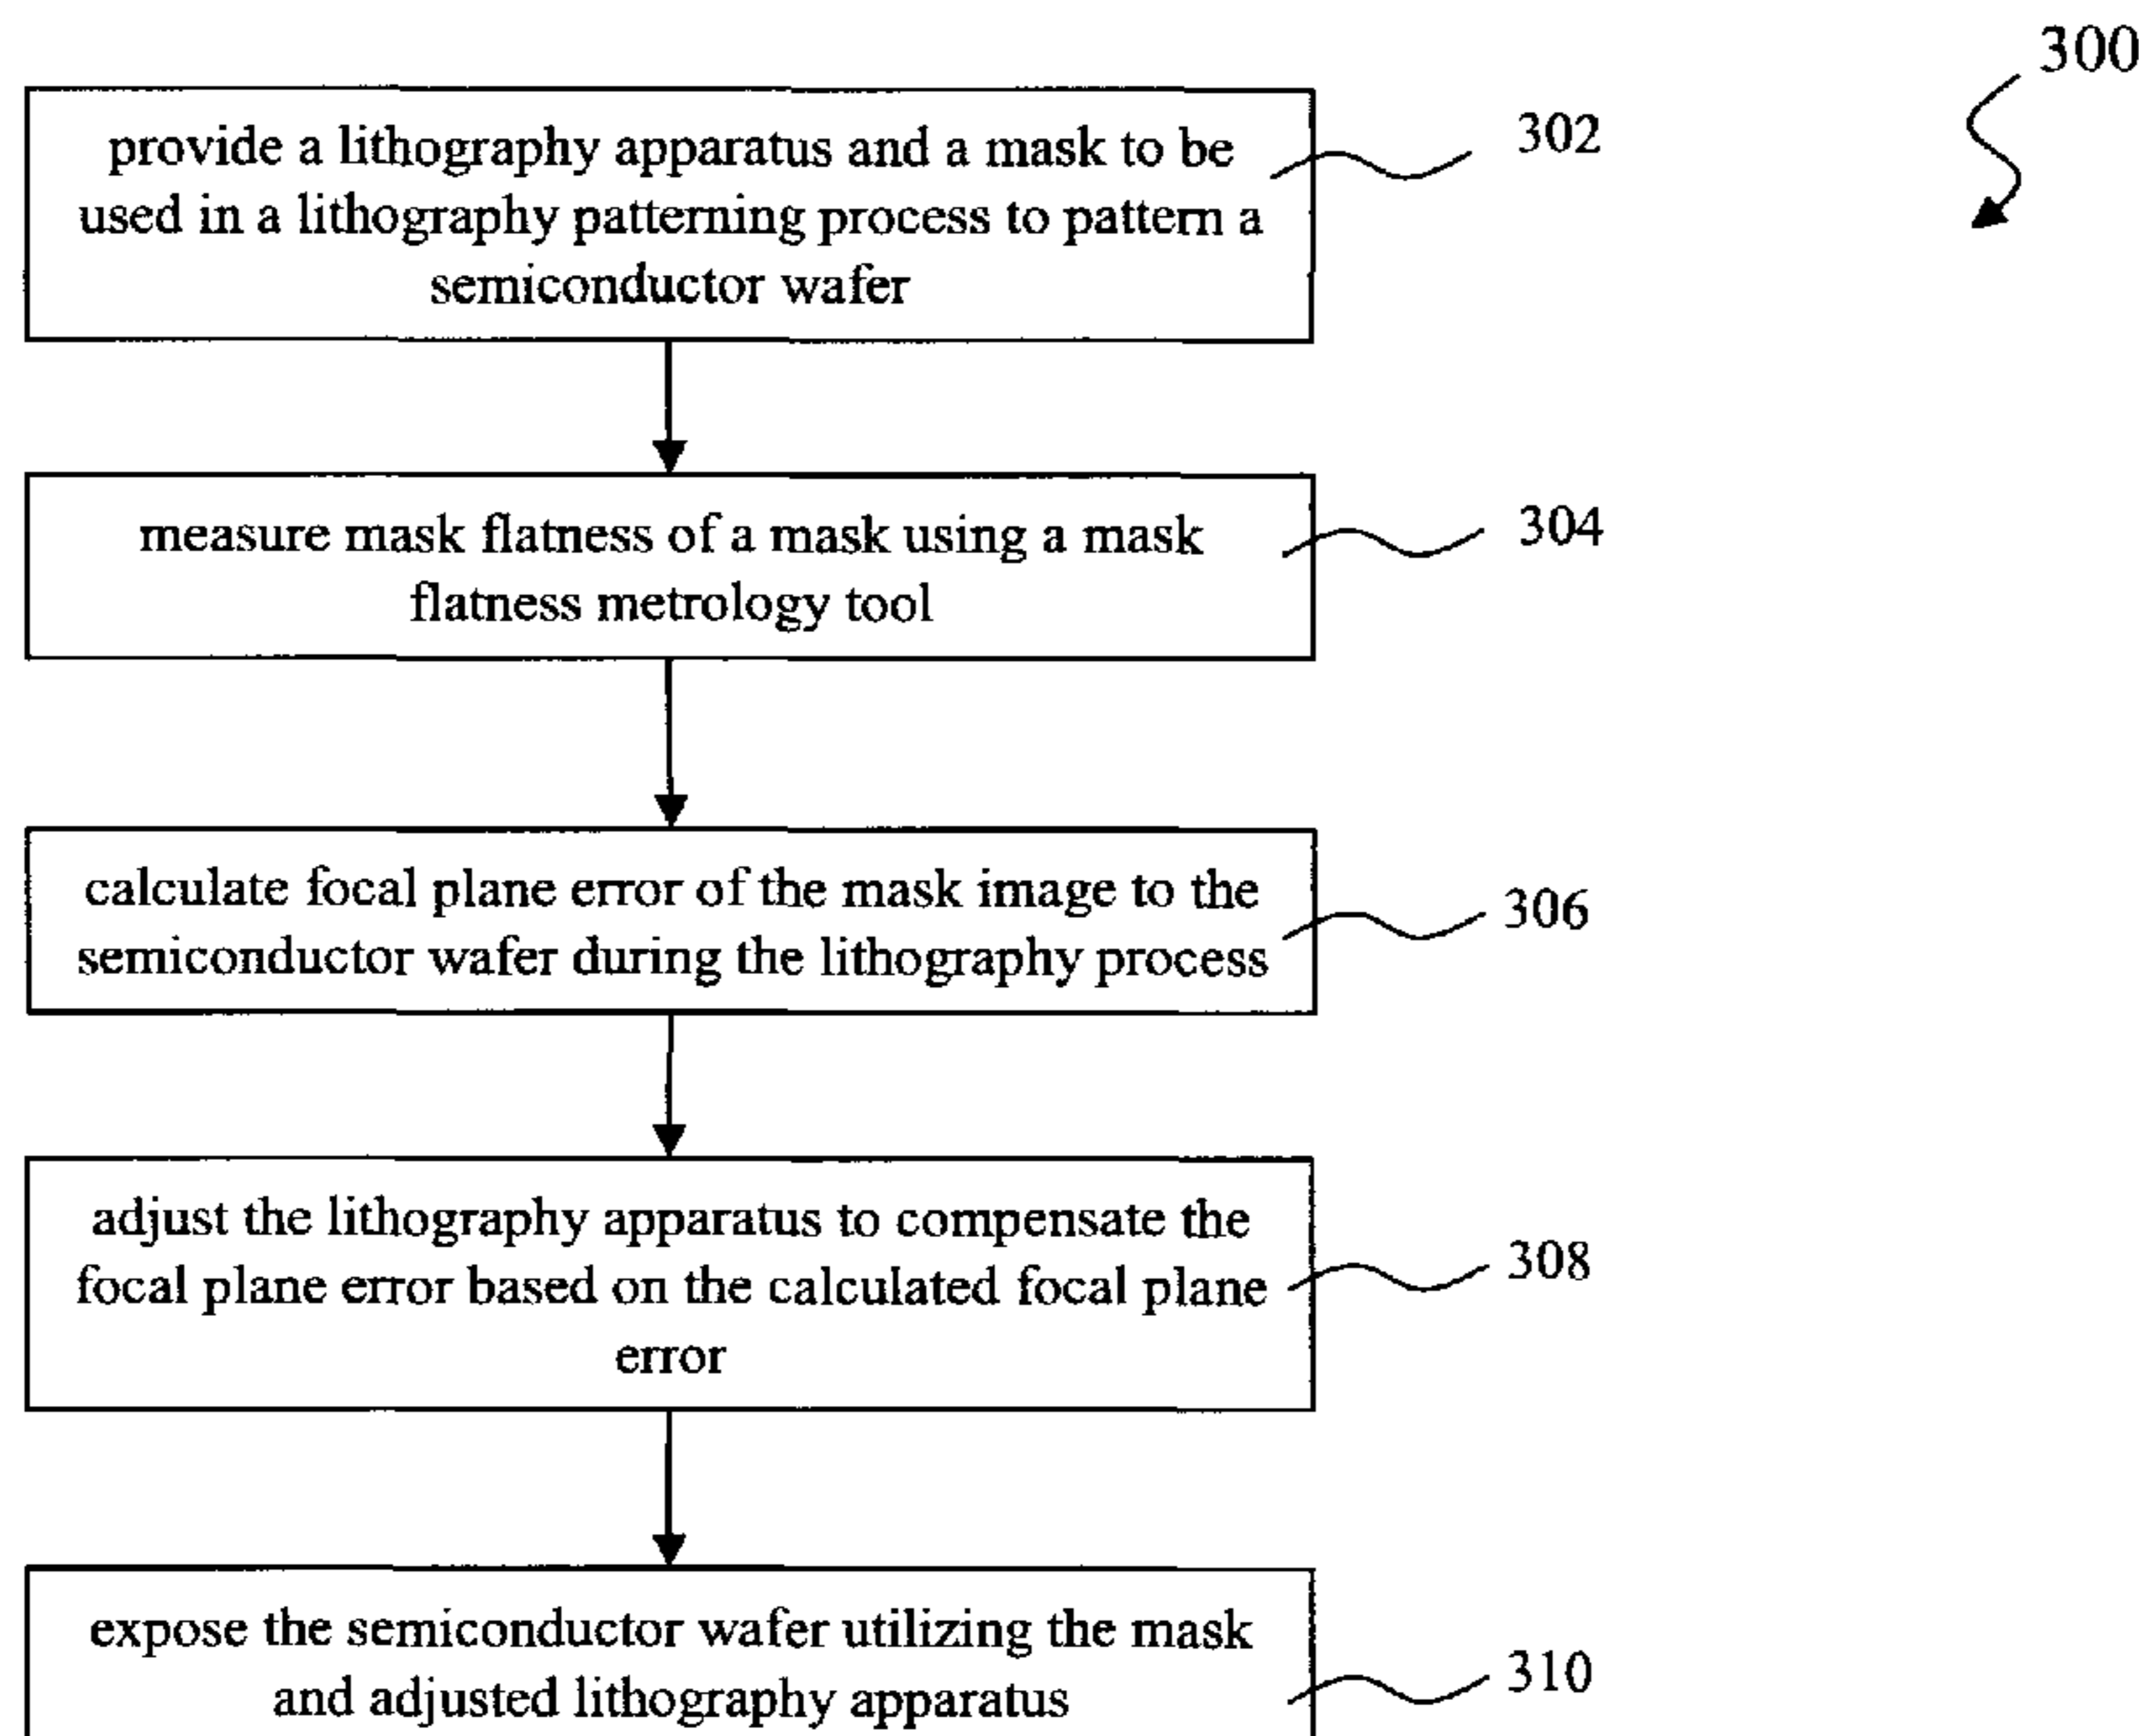 300
provide a lithography apparatus and a mask to be
used in a lithography patterning process to pattern a
semiconductor wafer
302
measure mask flatness of a mask using a mask
flatness metrology tool
304
calculate focal plane error of the mask image to the
semiconductor wafer during the lithography process
306
adjust the lithography apparatus to compensate the
focal plane error based on the calculated focal plane
error
308
expose the semiconductor wafer utilizing the mask
and adjusted lithography apparatus
310